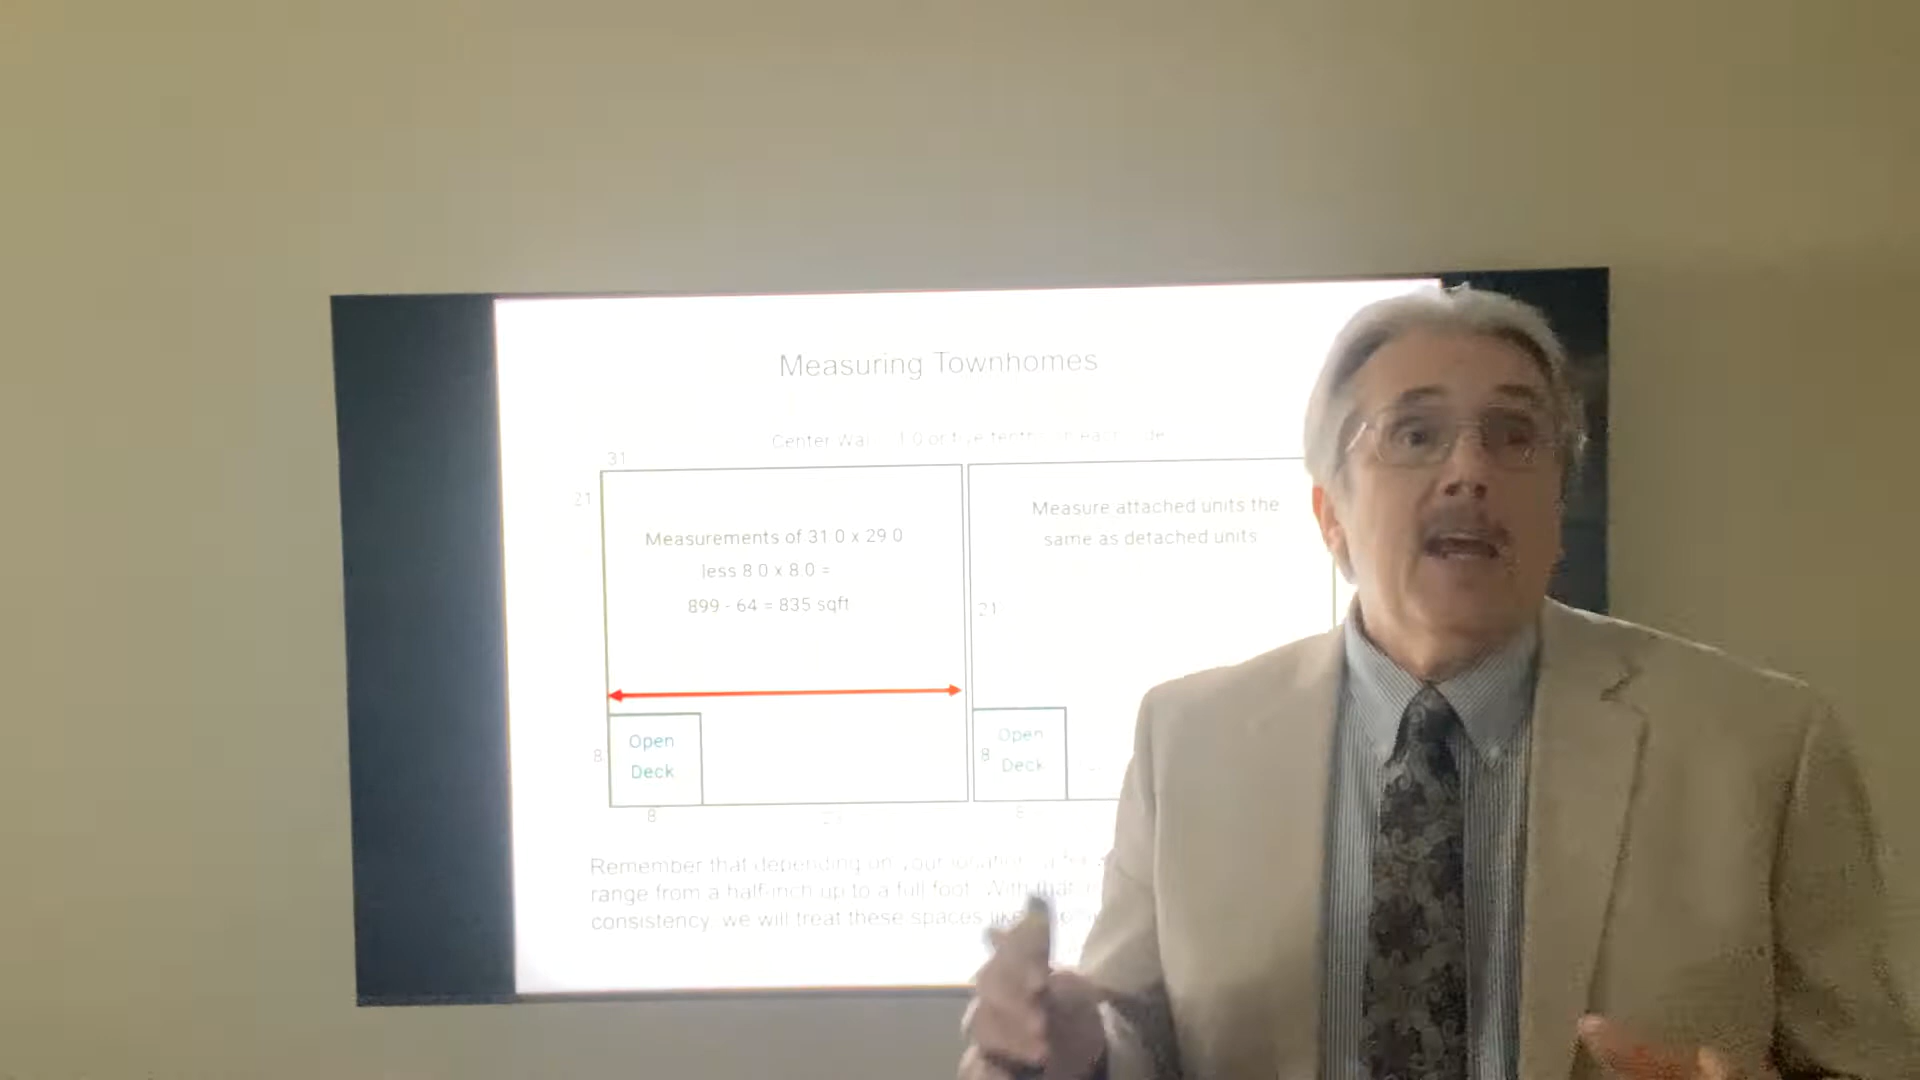 Measuring Townhomes
Center Wall 1.0 or five tenths on each side
31
21
Measurements of 31.0 x 29.0
less 8.0 x 8.0 =
899 - 64 = 835 sqft
Measure attached units the
same as detached units
21
Open
Deck
8
8
23
Open
Deck
8
8
Remember that depending on your location, a
range from a half-inch up to a full foot. With that
consistency, we will treat these spaces like